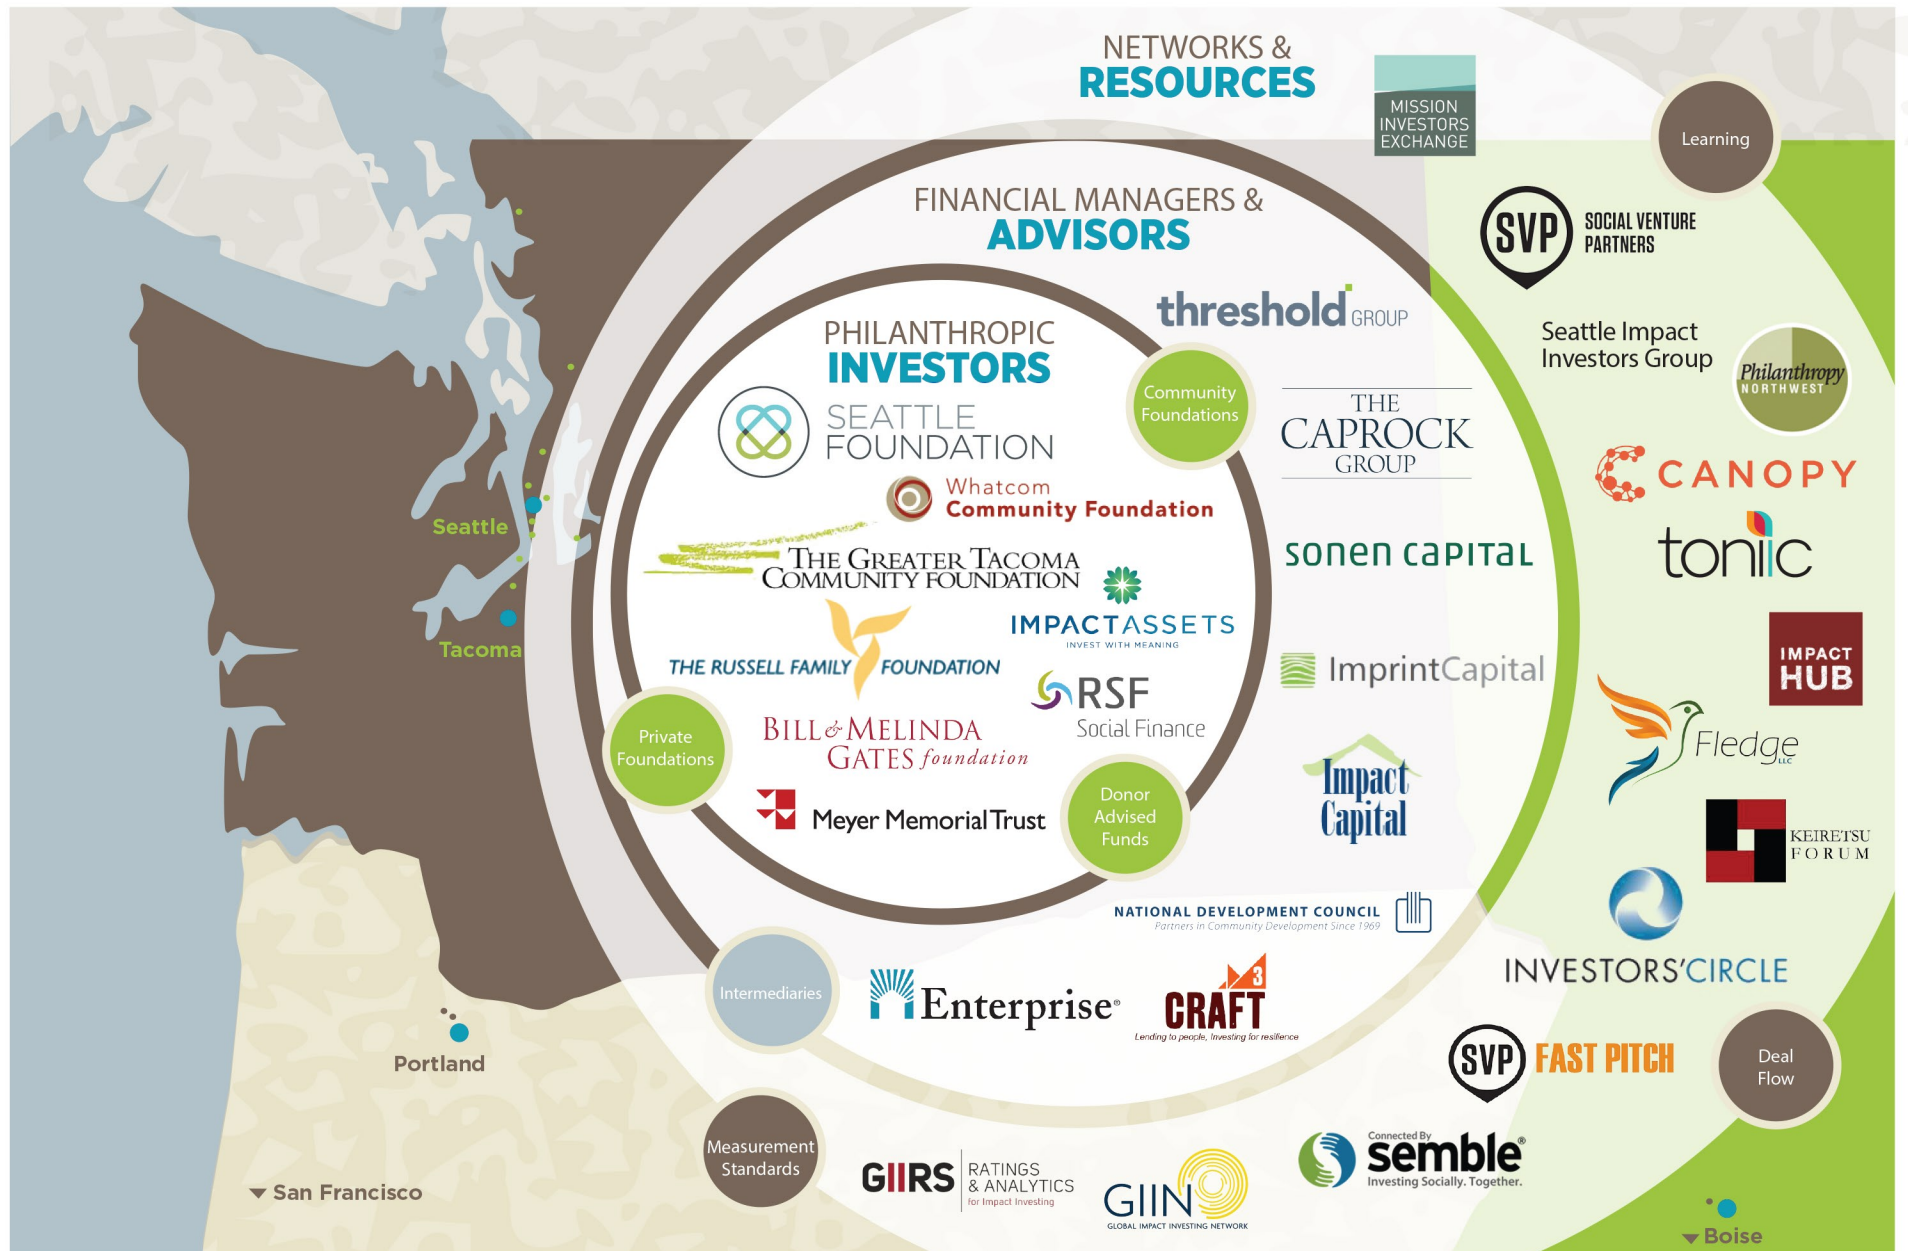 NETWORKS &
RESOURCES
MISSION
INVESTORS
EXCHANGE
Learning
SVP
SOCIAL VENTURE
PARTNERS
FINANCIAL MANAGERS &
ADVISORS
threshold GROUP
Seattle Impact
Investors Group
Philanthropy
NORTHWEST
PHILANTHROPIC
INVESTORS
Community
Foundations
THE
CAPROCK
GROUP
SEATTLE
FOUNDATION
Whatcom
Community Foundation
CANOPY
Seattle
THE GREATER TACOMA
COMMUNITY FOUNDATION
sonen capital
toniic
IMPACTASSETS
INVEST WITH MEANING
Tacoma
THE RUSSELL FAMILY FOUNDATION
ImprintCapital
IMPACT
HUB
RSF
Social Finance
Private
Foundations
BILL & MELINDA
GATES foundation
Fledge
LLC
Donor
Advised
Funds
Impact
Capital
Meyer Memorial Trust
KEIRETSU
FORUM
NATIONAL DEVELOPMENT COUNCIL
Partners in Community Development Since 1969
INVESTORS'CIRCLE
Intermediaries
Enterprise®
CRAFT3
Lending to people, Investing for resilience
Portland
SVP FAST PITCH
Deal
Flow
Measurement
Standards
GIIRS
RATINGS
& ANALYTICS
for Impact Investing
GIIN
GLOBAL IMPACT INVESTING NETWORK
Connected By
semble®
Investing Socially. Together.
San Francisco
Boise